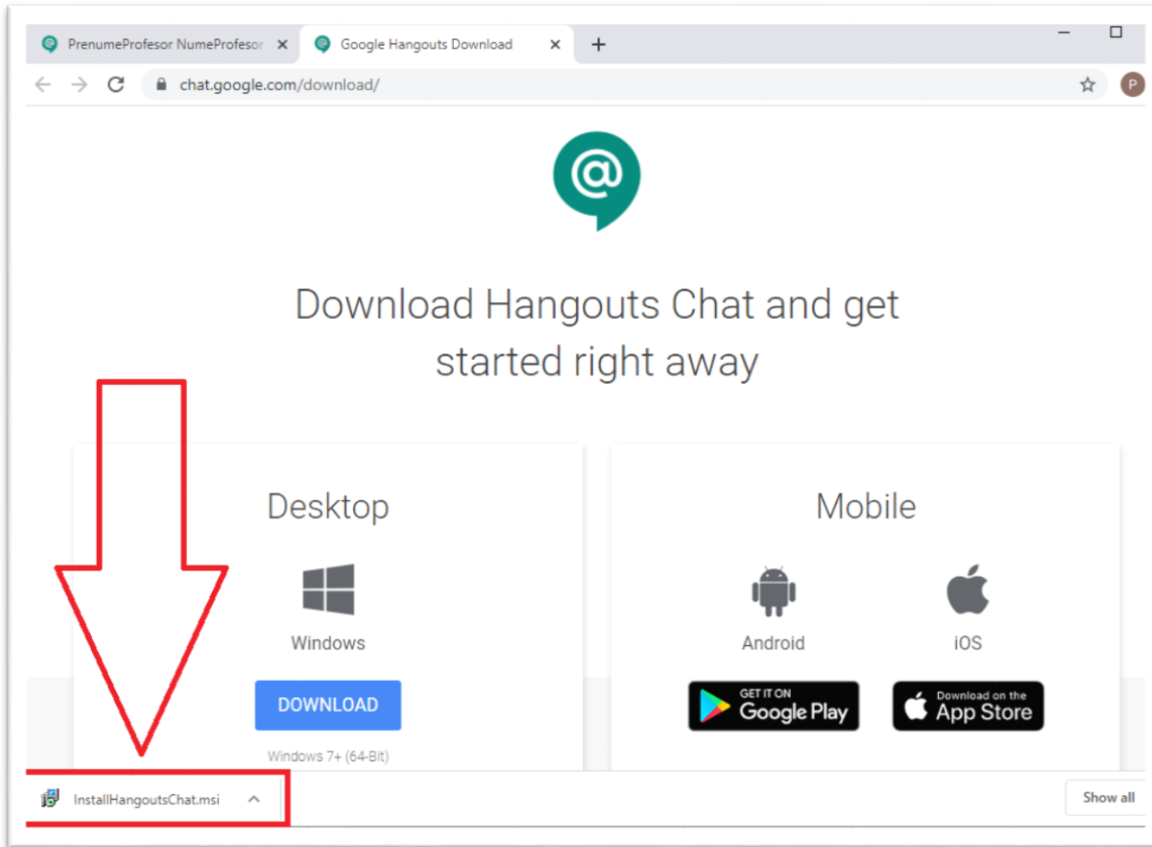 PrenumeProfesor NumeProfesor
Google Hangouts Download
chat.google.com/download/
P
@
Download Hangouts Chat and get
started right away
Desktop
Mobile
Windows
Android
iOS
DOWNLOAD
GET IT ON
Google Play
Download on the
App Store
Windows 7+ (64-Bit)
InstallHangoutsChat.msi
Show all